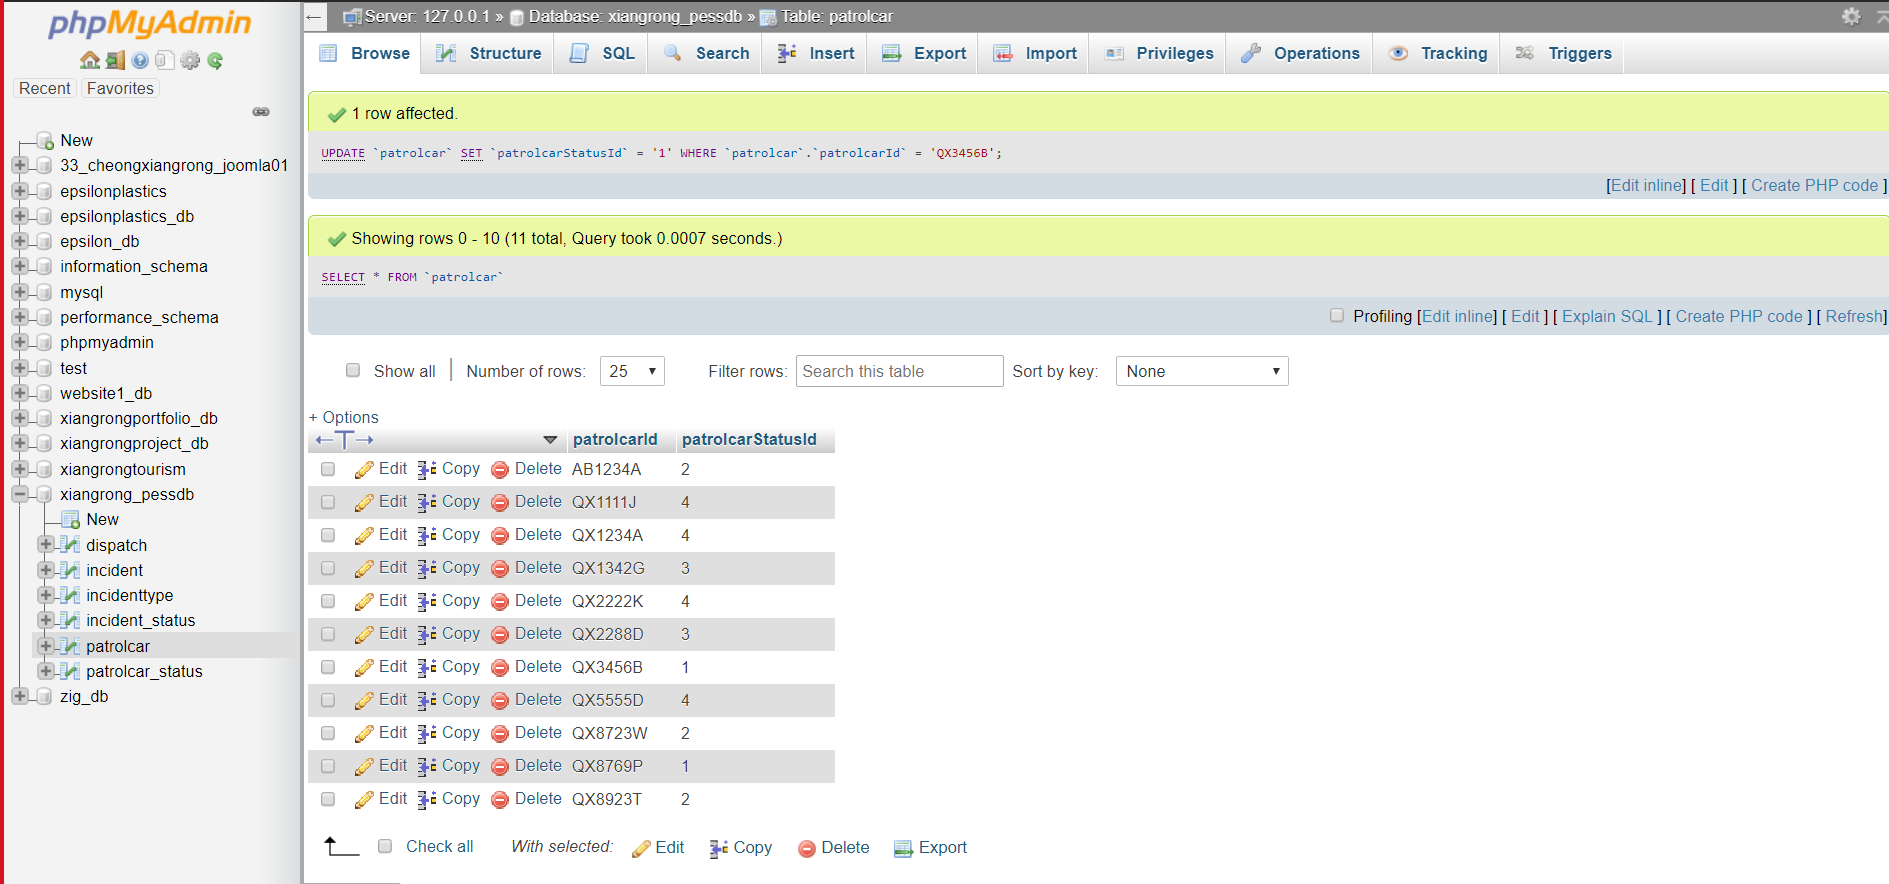 phpMyAdmin
Recent Favorites
New
33_cheongxiangrong_joomla01
epsilonplastics
epsilonplastics_db
epsilon_db
information_schema
mysql
performance_schema
phpmyadmin
test
website1_db
xiangrongportfolio_db
xiangrongproject_db
xiangrongtourism
xiangrong_pessdb
New
dispatch
incident
incidenttype
incident_status
patrolcar
patrolcar_status
zig_db
Server: 127.0.0.1 » Database: xiangrong_pessdb » Table: patrolcar
Browse Structure SQL Search Insert Export Import Privileges Operations Tracking Triggers
1 row affected.
UPDATE `patrolcar` SET `patrolcarStatusId` = '1' WHERE `patrolcar`.`patrolcarId` = 'QX3456B';
[Edit inline] [ Edit ] [ Create PHP code ]
Showing rows 0 - 10 (11 total, Query took 0.0007 seconds.)
SELECT * FROM `patrolcar`
Profiling [Edit inline] [ Edit ] [ Explain SQL ] [ Create PHP code ] [ Refresh]
Show all Number of rows: 25 Filter rows: Search this table Sort by key: None
+ Options
patrolcarId patrolcarStatusId
Edit Copy Delete AB1234A 2
Edit Copy Delete QX1111J 4
Edit Copy Delete QX1234A 4
Edit Copy Delete QX1342G 3
Edit Copy Delete QX2222K 4
Edit Copy Delete QX2288D 3
Edit Copy Delete QX3456B 1
Edit Copy Delete QX5555D 4
Edit Copy Delete QX8723W 2
Edit Copy Delete QX8769P 1
Edit Copy Delete QX8923T 2
Check all With selected: Edit Copy Delete Export